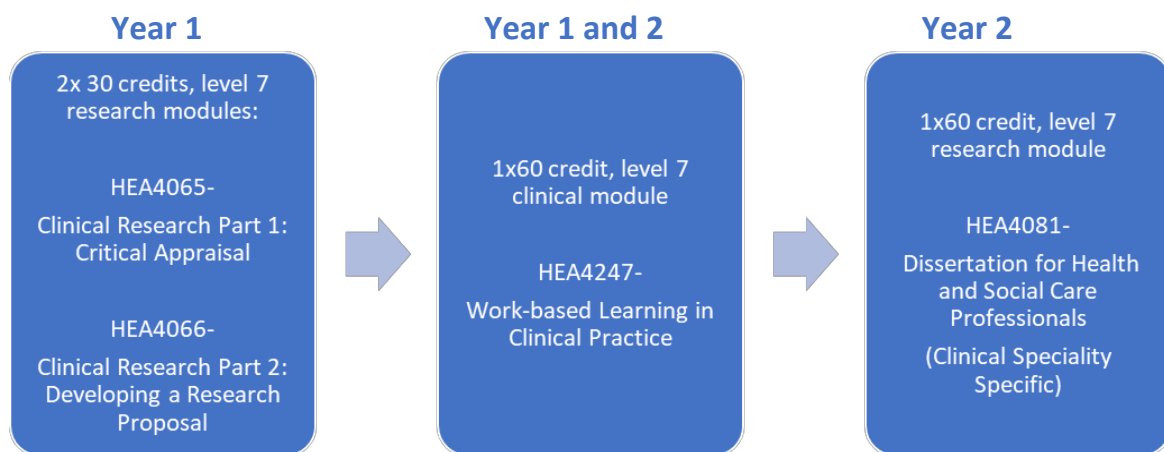 Year 1
2x 30 credits, level 7
research modules:
HEA4065-
Clinical Research Part 1:
Critical Appraisal
HEA4066-
Clinical Research Part 2:
Developing a Research
Proposal
Year 1 and 2
1x60 credit, level 7
clinical module
HEA4247-
Work-based Learning in
Clinical Practice
Year 2
1x60 credit, level 7
research module
HEA4081-
Dissertation for Health
and Social Care
Professionals
(Clinical Speciality
Specific)